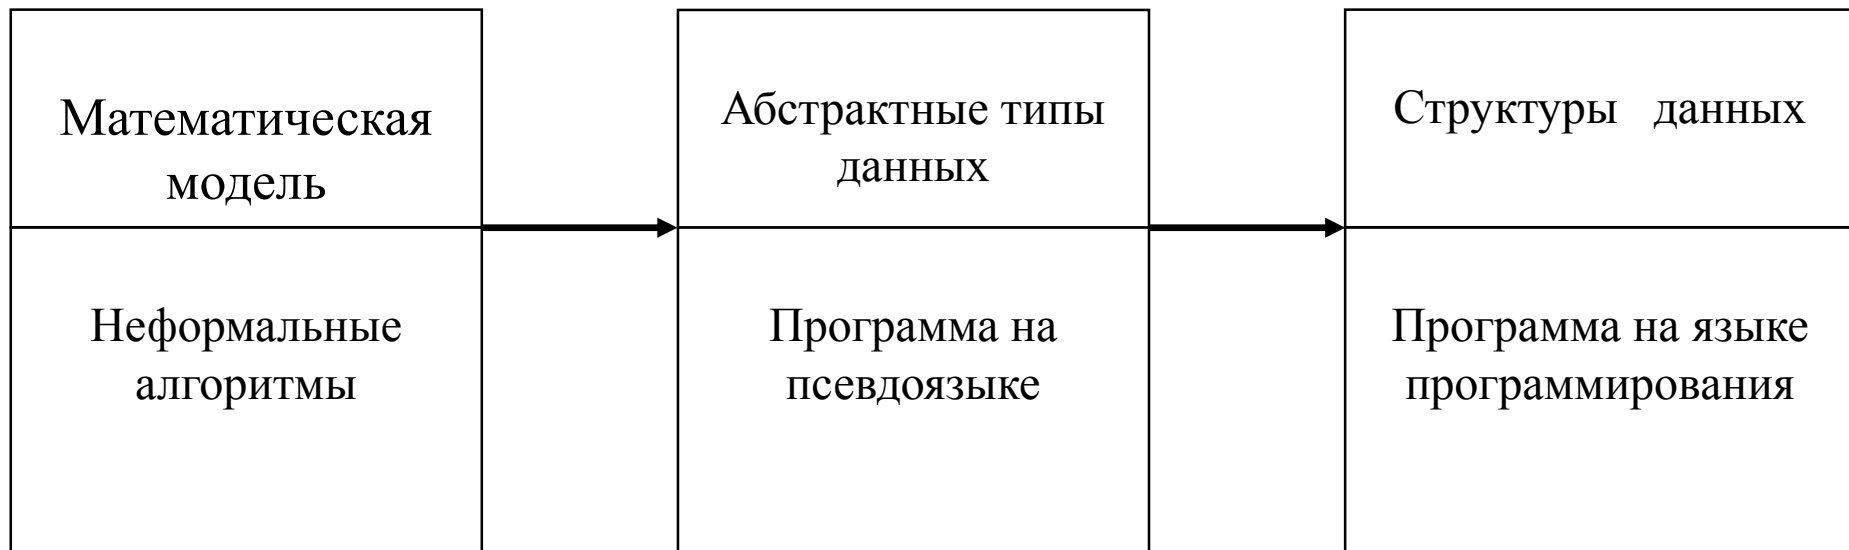 Математическая
модель
Абстрактные типы
данных
Структуры данных
Неформальные
алгоритмы
Программа на
псевдоязыке
Программа на языке
программирования